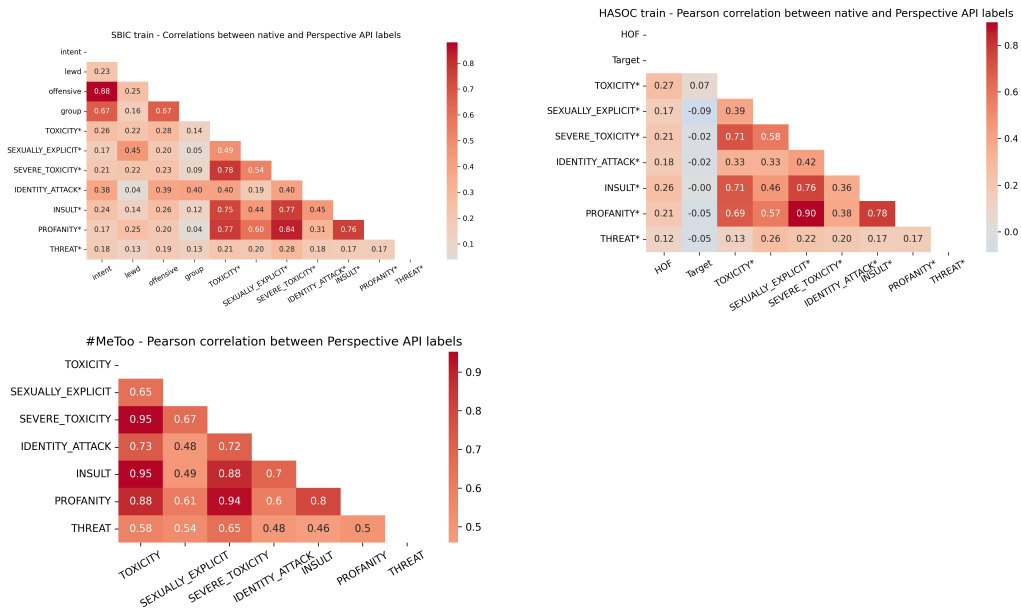 SBIC train - Correlations between native and Perspective API labels
intent
lewd 0.23
offensive 0.88 0.25
group 0.67 0.16 0.67
TOXICITY* 0.26 0.22 0.28 0.14
SEXUALLY_EXPLICIT* 0.17 0.45 0.20 0.05 0.49
SEVERE_TOXICITY* 0.21 0.22 0.23 0.09 0.78 0.54
IDENTITY_ATTACK* 0.38 0.04 0.39 0.40 0.40 0.19 0.40
INSULT* 0.24 0.14 0.26 0.12 0.75 0.44 0.77 0.45
PROFANITY* 0.17 0.25 0.20 0.04 0.77 0.60 0.84 0.31 0.76
THREAT* 0.18 0.13 0.19 0.13 0.21 0.20 0.28 0.18 0.17 0.17
intent lewd offensive group TOXICITY* SEXUALLY_EXPLICIT* SEVERE_TOXICITY* IDENTITY_ATTACK* INSULT* PROFANITY* THREAT*
0.8
0.7
0.6
0.5
0.4
0.3
0.2
0.1
HASOC train - Pearson correlation between native and Perspective API labels
HOF
Target
TOXICITY* 0.27 0.07
SEXUALLY_EXPLICIT* 0.17 -0.09 0.39
SEVERE_TOXICITY* 0.21 -0.02 0.71 0.58
IDENTITY_ATTACK* 0.18 -0.02 0.33 0.33 0.42
INSULT* 0.26 -0.00 0.71 0.46 0.76 0.36
PROFANITY* 0.21 -0.05 0.69 0.57 0.90 0.38 0.78
THREAT* 0.12 -0.05 0.13 0.26 0.22 0.20 0.17 0.17
HOF Target TOXICITY* SEXUALLY_EXPLICIT* SEVERE_TOXICITY* IDENTITY_ATTACK* INSULT* PROFANITY* THREAT*
0.8
0.6
0.4
0.2
0.0
#MeToo - Pearson correlation between Perspective API labels
TOXICITY
SEXUALLY_EXPLICIT 0.65
SEVERE_TOXICITY 0.95 0.67
IDENTITY_ATTACK 0.73 0.48 0.72
INSULT 0.95 0.49 0.88 0.7
PROFANITY 0.88 0.61 0.94 0.6 0.8
THREAT 0.58 0.54 0.65 0.48 0.46 0.5
TOXICITY SEXUALLY_EXPLICIT SEVERE_TOXICITY IDENTITY_ATTACK INSULT PROFANITY THREAT
0.9
0.8
0.7
0.6
0.5